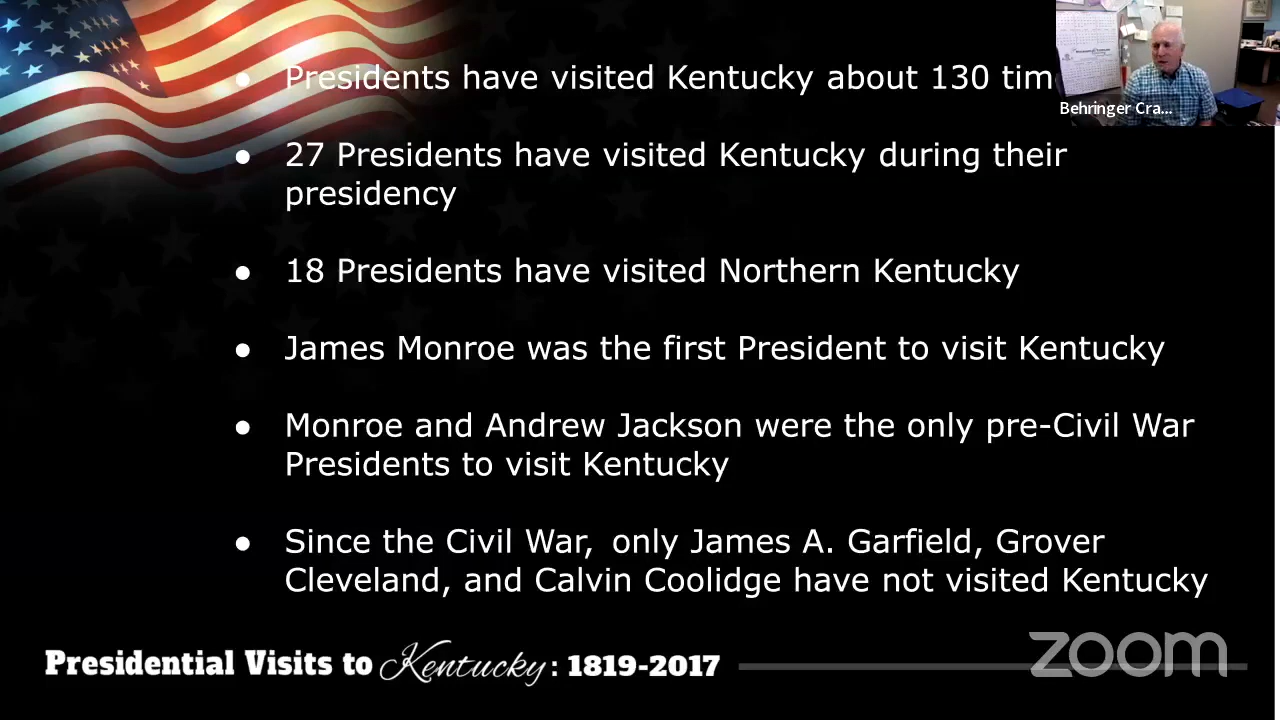 Presidents have visited Kentucky about 130 tim
27 Presidents have visited Kentucky during their
presidency
18 Presidents have visited Northern Kentucky
James Monroe was the first President to visit Kentucky
Monroe and Andrew Jackson were the only pre-Civil War
Presidents to visit Kentucky
Since the Civil War, only James A. Garfield, Grover
Cleveland, and Calvin Coolidge have not visited Kentucky
Presidential Visits to Kentucky: 1819-2017
Behringer Cra...
zoom